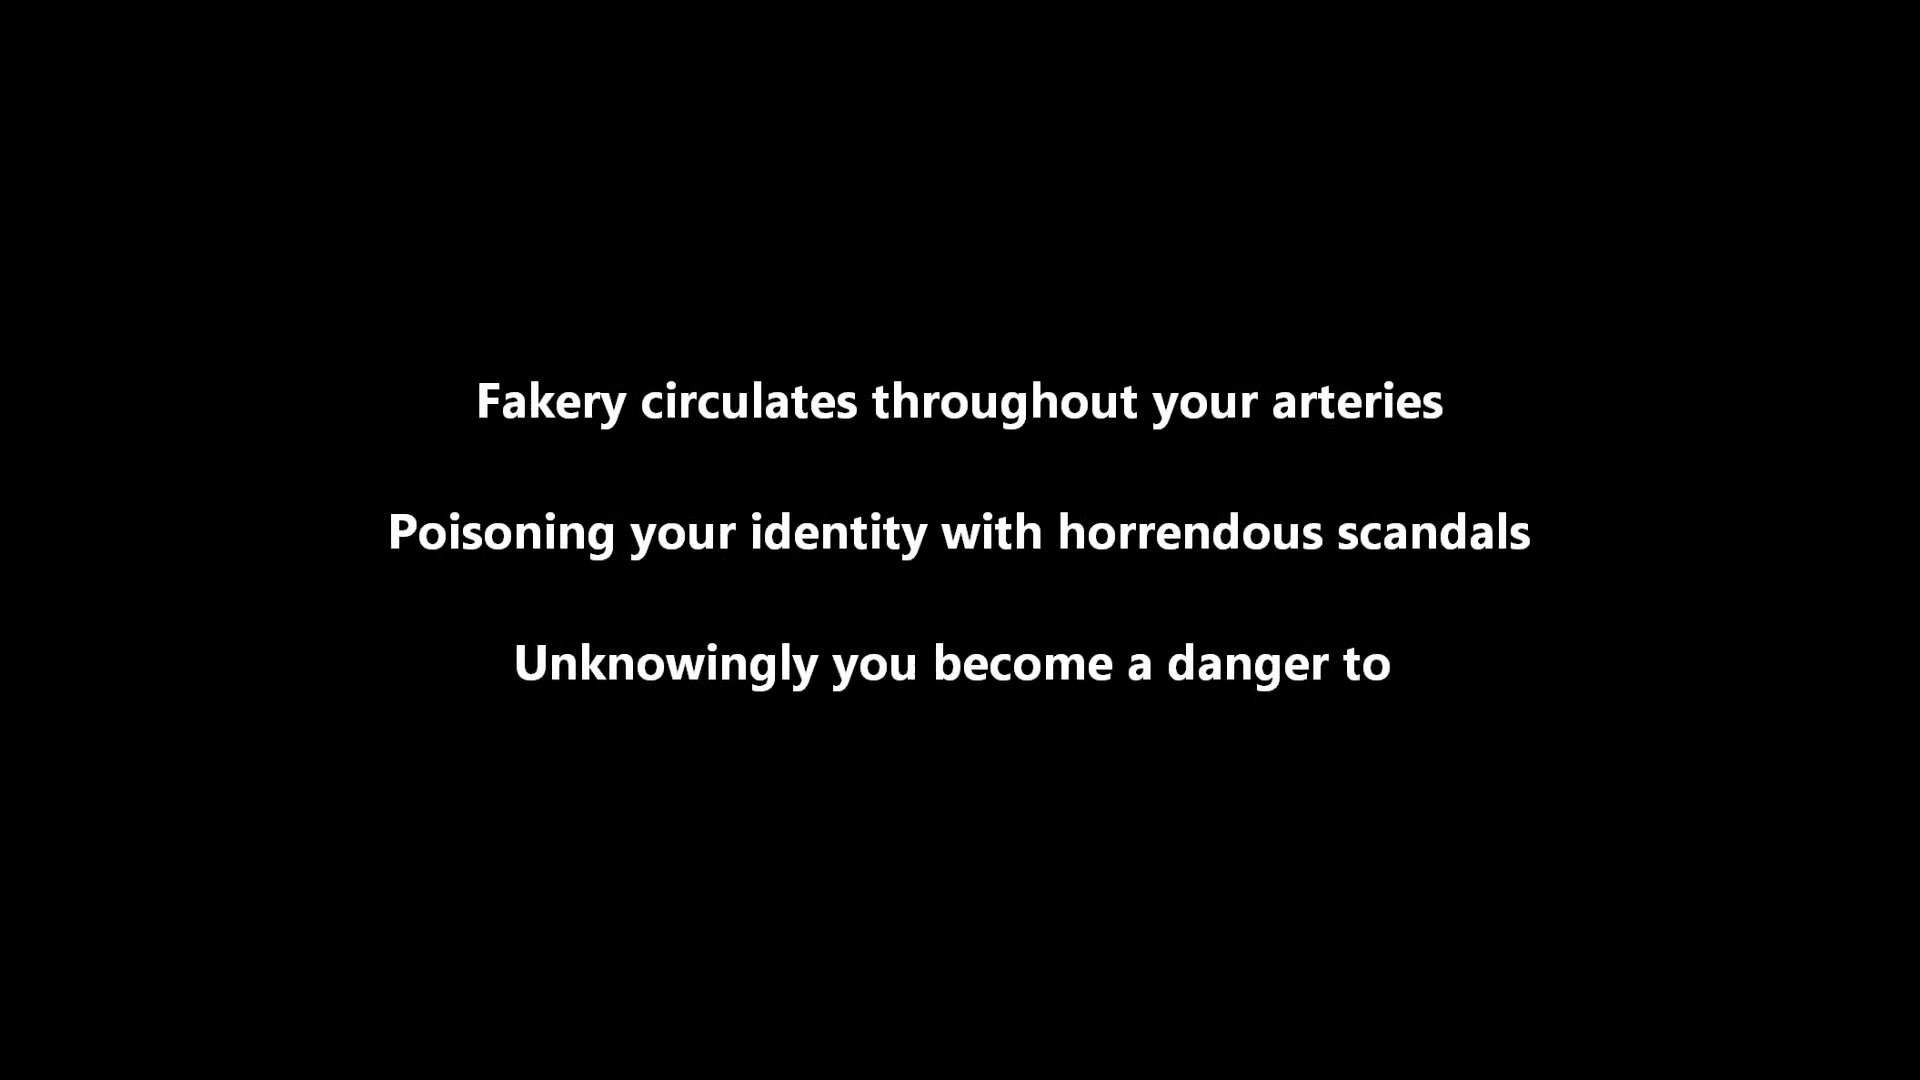 Fakery circulates throughout your arteries
Poisoning your identity with horrendous scandals
Unknowingly you become a danger to